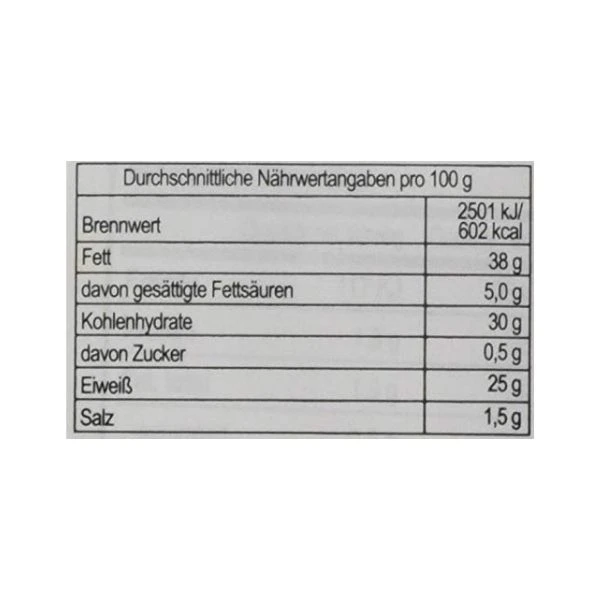 Durchschnittliche Nährwertangaben pro 100 g
Brennwert 2501 kJ/
602 kcal
Fett 38 g
davon gesättigte Fettsäuren 5,0 g
Kohlenhydrate 30 g
davon Zucker 0,5 g
Eiweiß 25 g
Salz 1,5 g